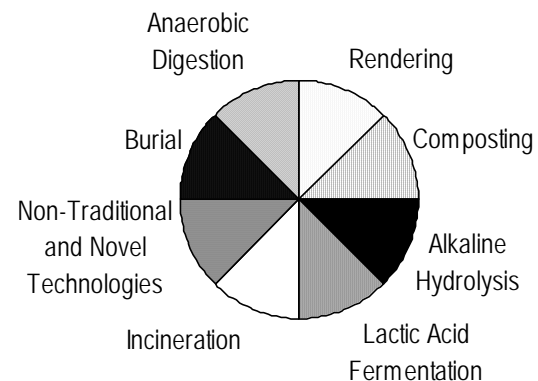 Anaerobic
Digestion
Rendering
Burial
Composting
Non-Traditional
and Novel
Technologies
Alkaline
Hydrolysis
Incineration
Lactic Acid
Fermentation